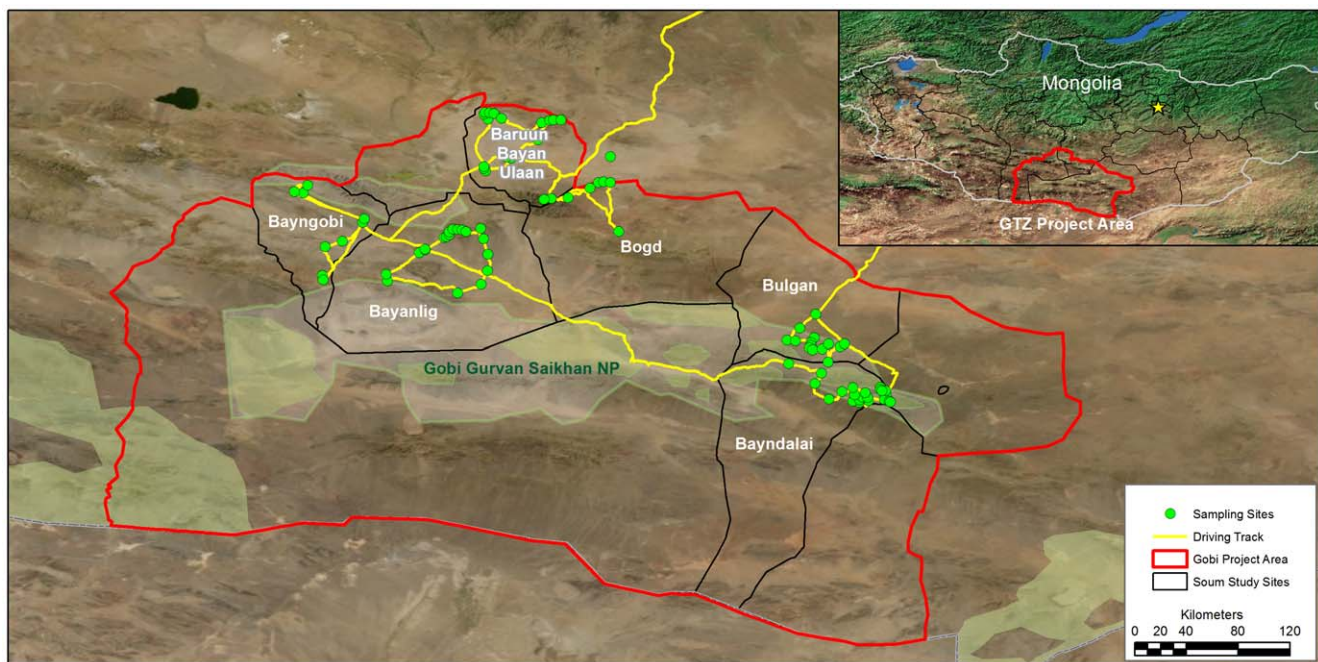 Mongolia
GTZ Project Area
Baruun
Bayan
Ulaan
Bayngobi
Bogd
Bulgan
Bayanlig
Gobi Gurvan Saikhan NP
Bayndalai
Sampling Sites
Driving Track
Gobi Project Area
Soum Study Sites
Kilometers
0 20 40 80 120